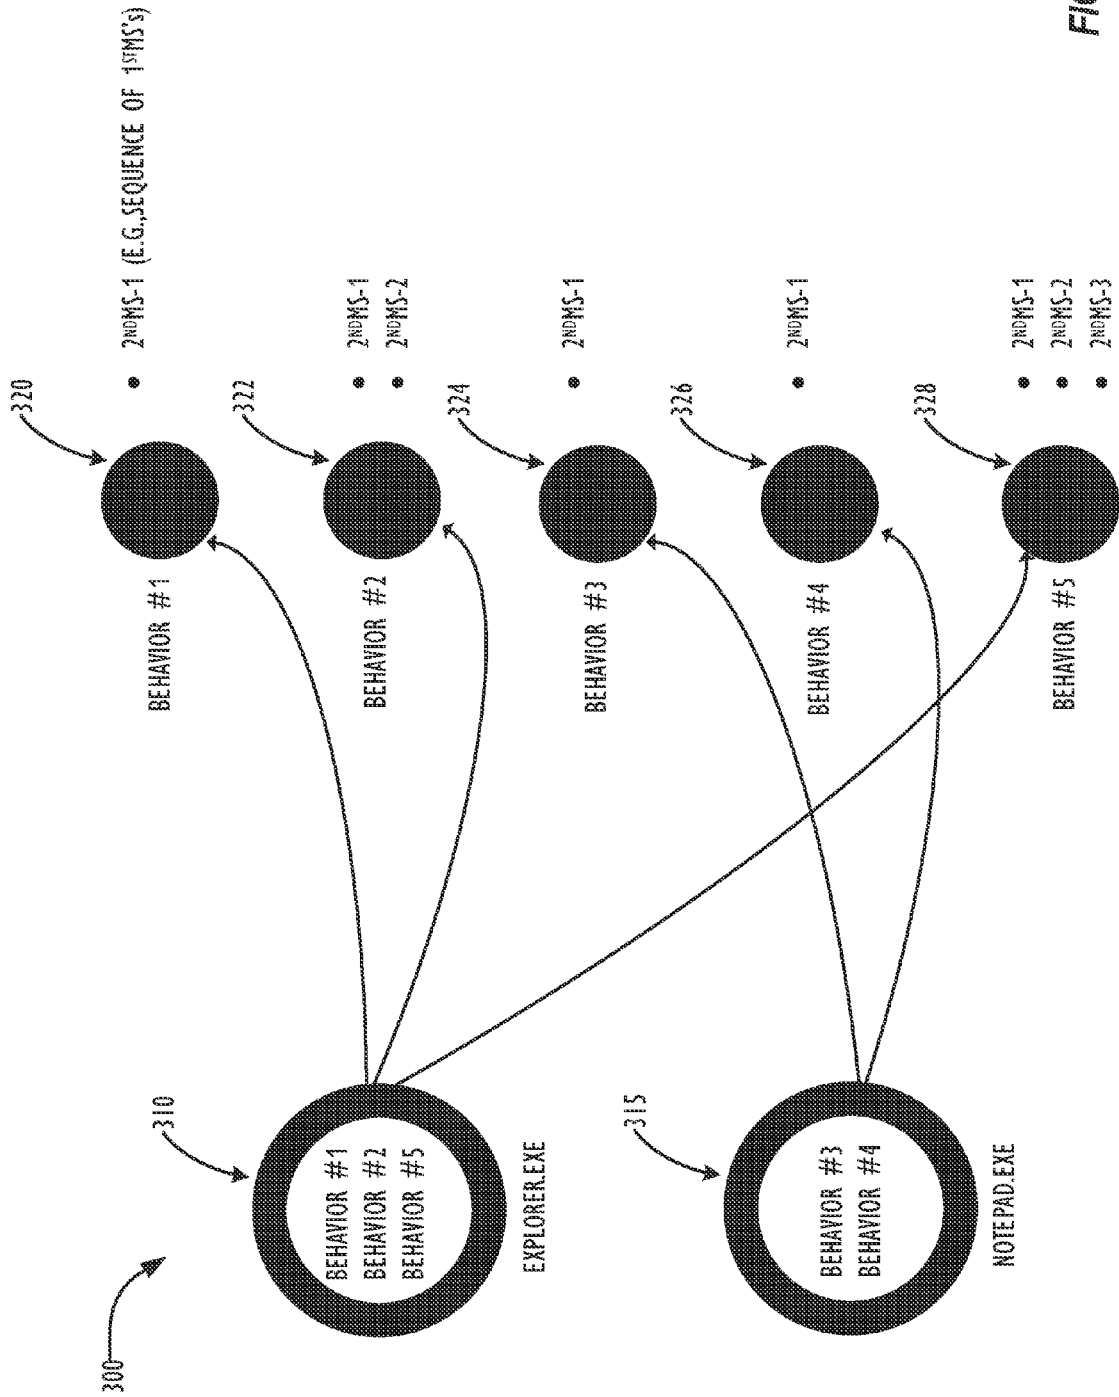 300
310
BEHAVIOR #1
BEHAVIOR #2
BEHAVIOR #5
EXPLORER.EXE
315
BEHAVIOR #3
BEHAVIOR #4
NOTEPAD.EXE
320
BEHAVIOR #1
• 2NDMS-1 (E.G.,SEQUENCE OF 1STMS's)
322
BEHAVIOR #2
• 2NDMS-1
• 2NDMS-2
324
BEHAVIOR #3
• 2NDMS-1
326
BEHAVIOR #4
• 2NDMS-1
328
BEHAVIOR #5
• 2NDMS-1
• 2NDMS-2
• 2NDMS-3